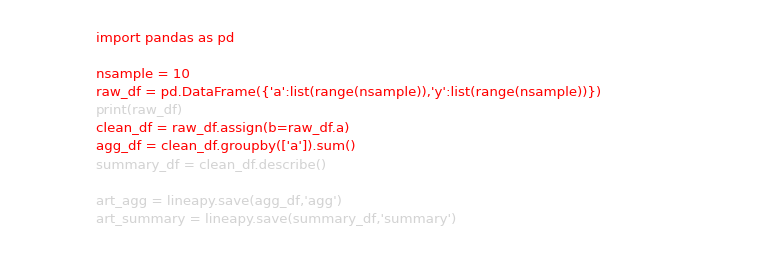 import pandas as pd
nsample = 10
raw_df = pd.DataFrame({'a':list(range(nsample)),'y':list(range(nsample))})
print(raw_df)
clean_df = raw_df.assign(b=raw_df.a)
agg_df = clean_df.groupby(['a']).sum()
summary_df = clean_df.describe()
art_agg = lineapy.save(agg_df,'agg')
art_summary = lineapy.save(summary_df,'summary')